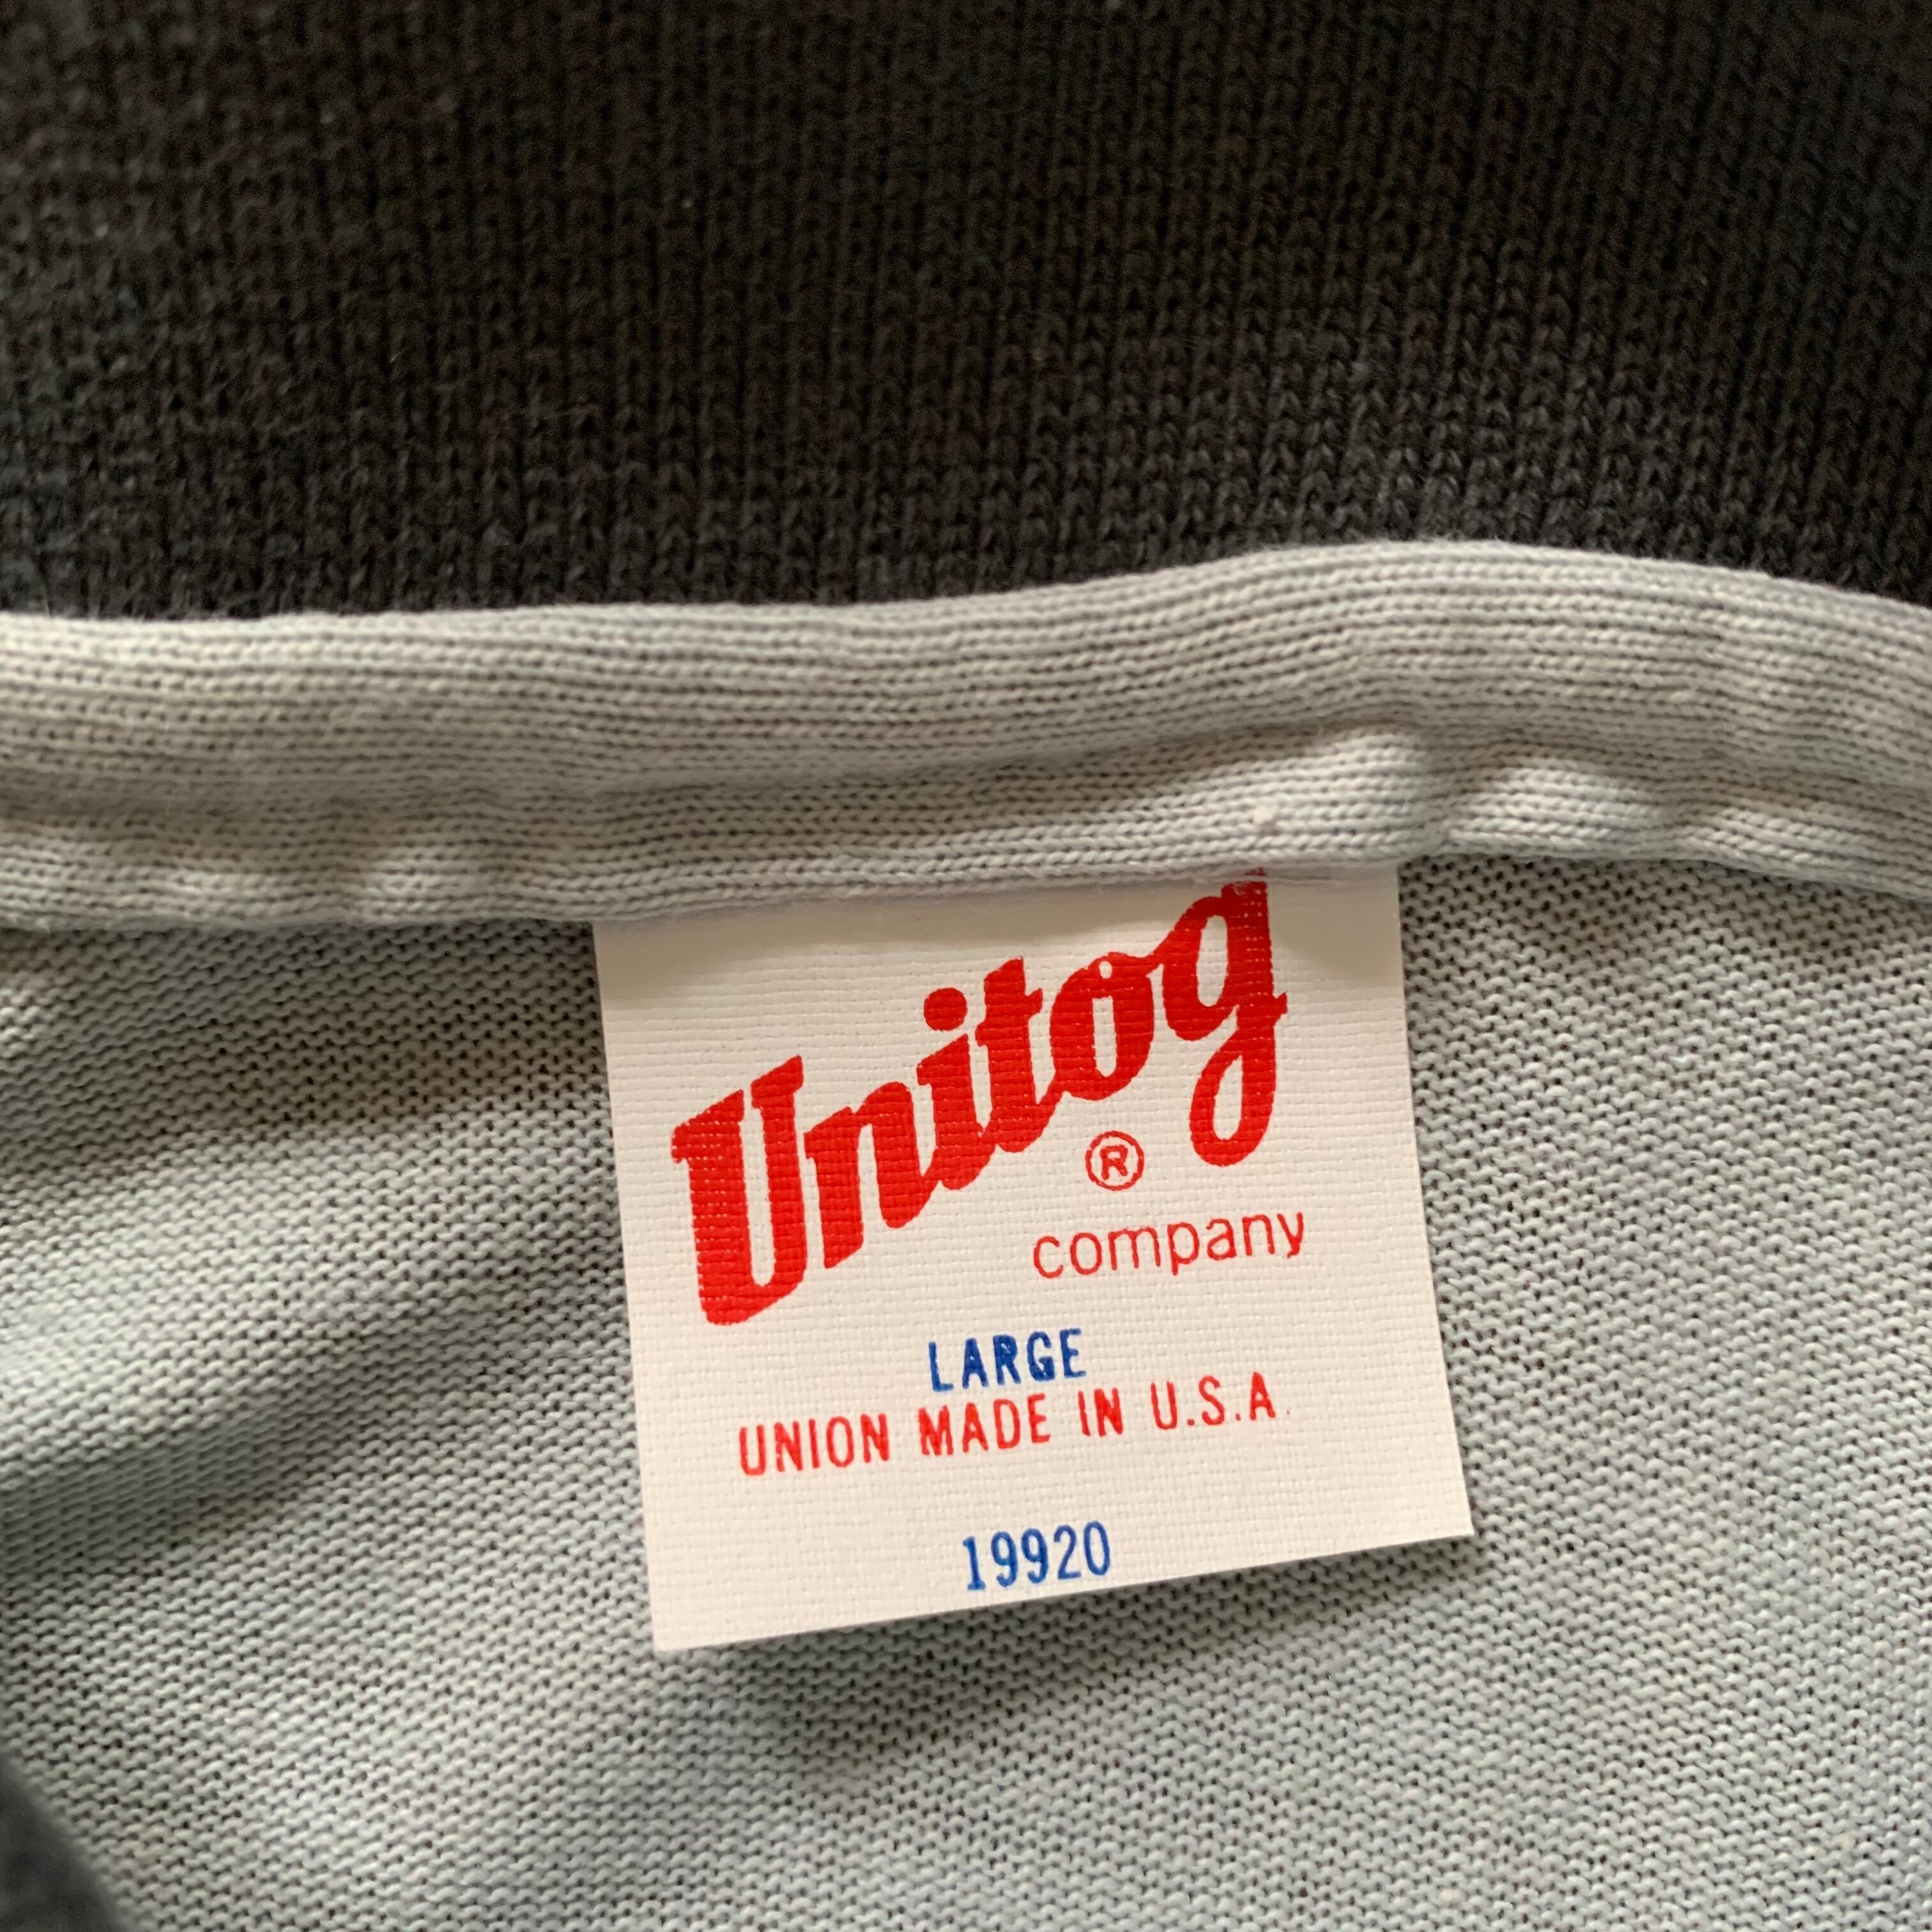 Unitog
®
company
LARGE
UNION MADE IN U.S.A.
19920